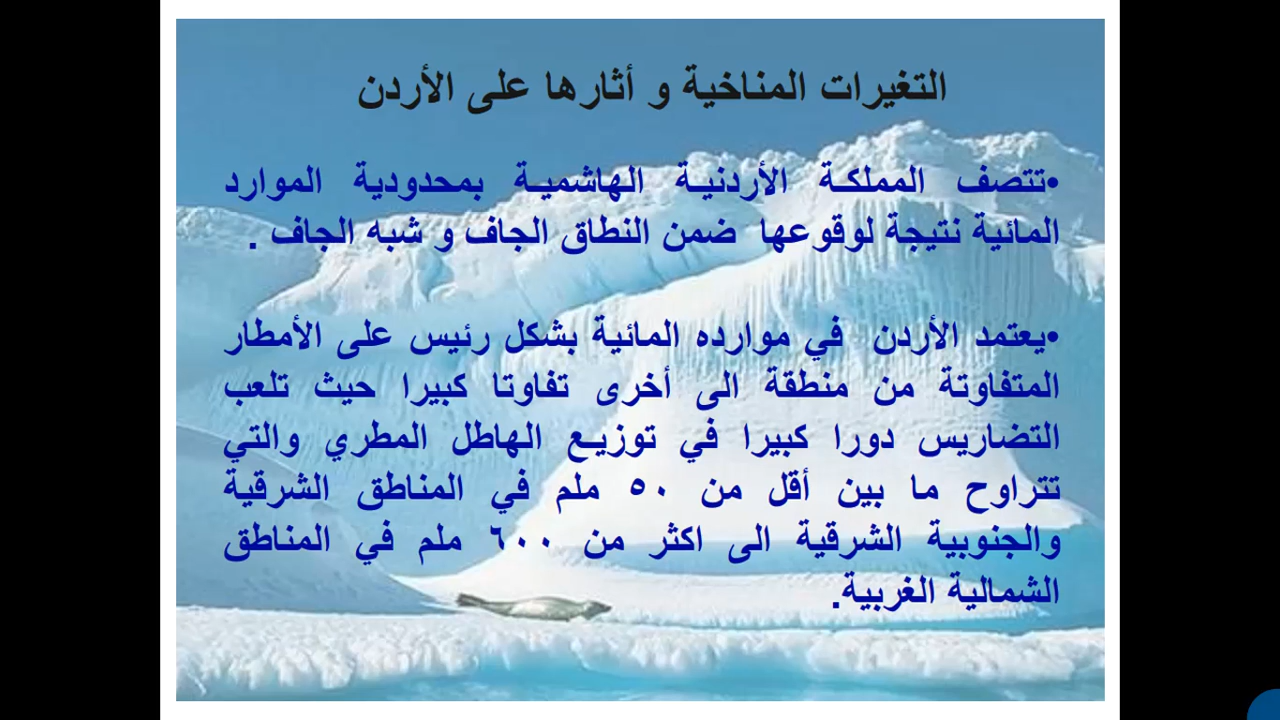 التغيرات المناخية و أثارها على الأردن
•تتصف المملكة الأردنية الهاشمية بمحدودية الموارد
المائية نتيجة لوقوعها ضمن النطاق الجاف و شبه الجاف .
•يعتمد الأردن في موارده المائية بشكل رئيس على الأمطار
المتفاوتة من منطقة الى أخرى تفاوتا كبيرا حيث تلعب
التضاريس دورا كبيرا في توزيع الهاطل المطري والتي
تتراوح ما بين أقل من ٥٠ ملم في المناطق الشرقية
والجنوبية الشرقية الى اكثر من ٦٠٠ ملم في المناطق
الشمالية الغربية.